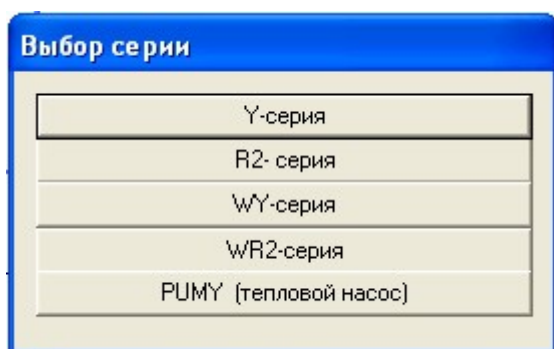 Выбор серии
Y-серия
R2- серия
WY-серия
WR2-серия
PUMY (тепловой насос)